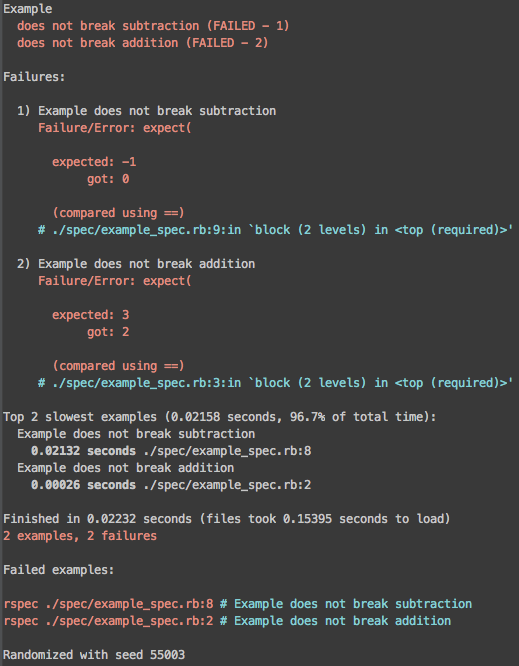 Example
does not break subtraction (FAILED - 1)
does not break addition (FAILED - 2)
Failures:
1) Example does not break subtraction
Failure/Error: expect(
expected: -1
got: 0
(compared using ==)
# ./spec/example_spec.rb:9:in `block (2 levels) in <top (required)>'
2) Example does not break addition
Failure/Error: expect(
expected: 3
got: 2
(compared using ==)
# ./spec/example_spec.rb:3:in `block (2 levels) in <top (required)>'
Top 2 slowest examples (0.02158 seconds, 96.7% of total time):
Example does not break subtraction
0.02132 seconds ./spec/example_spec.rb:8
Example does not break addition
0.00026 seconds ./spec/example_spec.rb:2
Finished in 0.02232 seconds (files took 0.15395 seconds to load)
2 examples, 2 failures
Failed examples:
rspec ./spec/example_spec.rb:8 # Example does not break subtraction
rspec ./spec/example_spec.rb:2 # Example does not break addition
Randomized with seed 55003